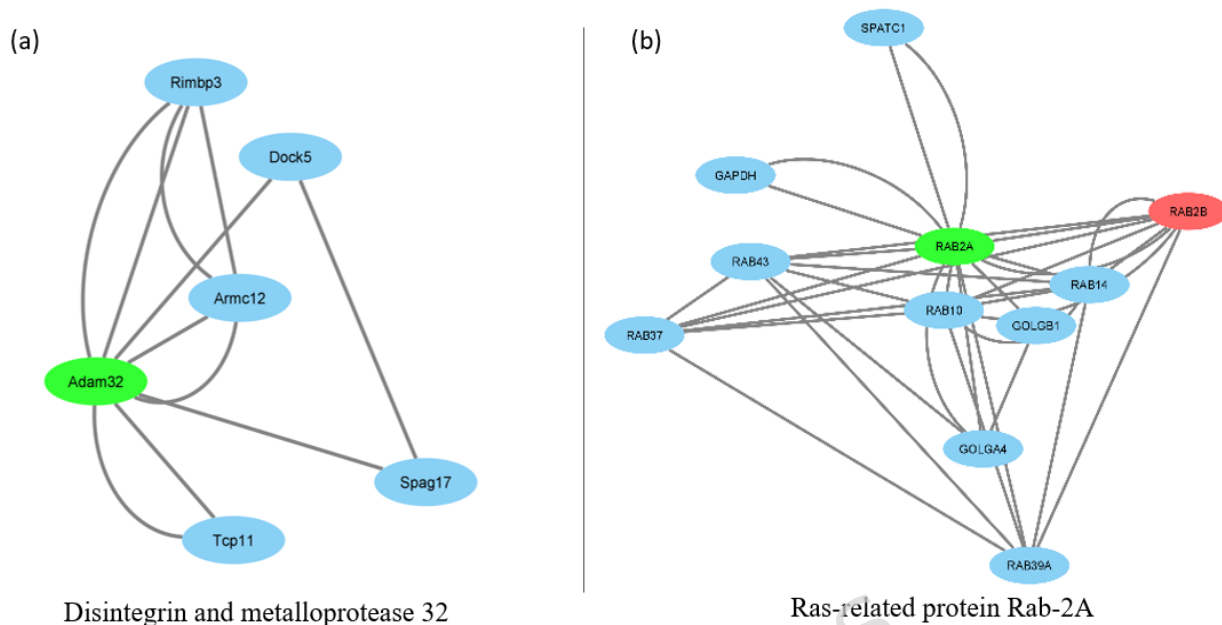 (a)
Rimbp3
Dock5
Armc12
Adam32
Spag17
Tcp11
Disintegrin and metalloprotease 32
(b)
SPATC1
GAPDH
RAB2B
RAB2A
RAB43
RAB14
RAB10
GOLGB1
RAB37
GOLGA4
RAB39A
Ras-related protein Rab-2A